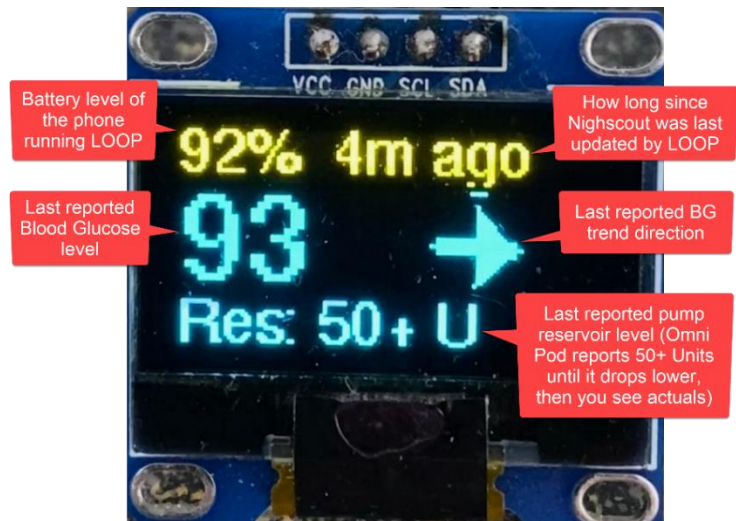 VCC GND SCL SDA
Battery level of
the phone
running LOOP
How long since
Nighscout was last
updated by LOOP
92% 4m ago
Last reported
Blood Glucose
level
93
Last reported BG
trend direction
Res: 50+ U
Last reported pump
reservoir level (Omni
Pod reports 50+ Units
until it drops lower,
then you see actuals)